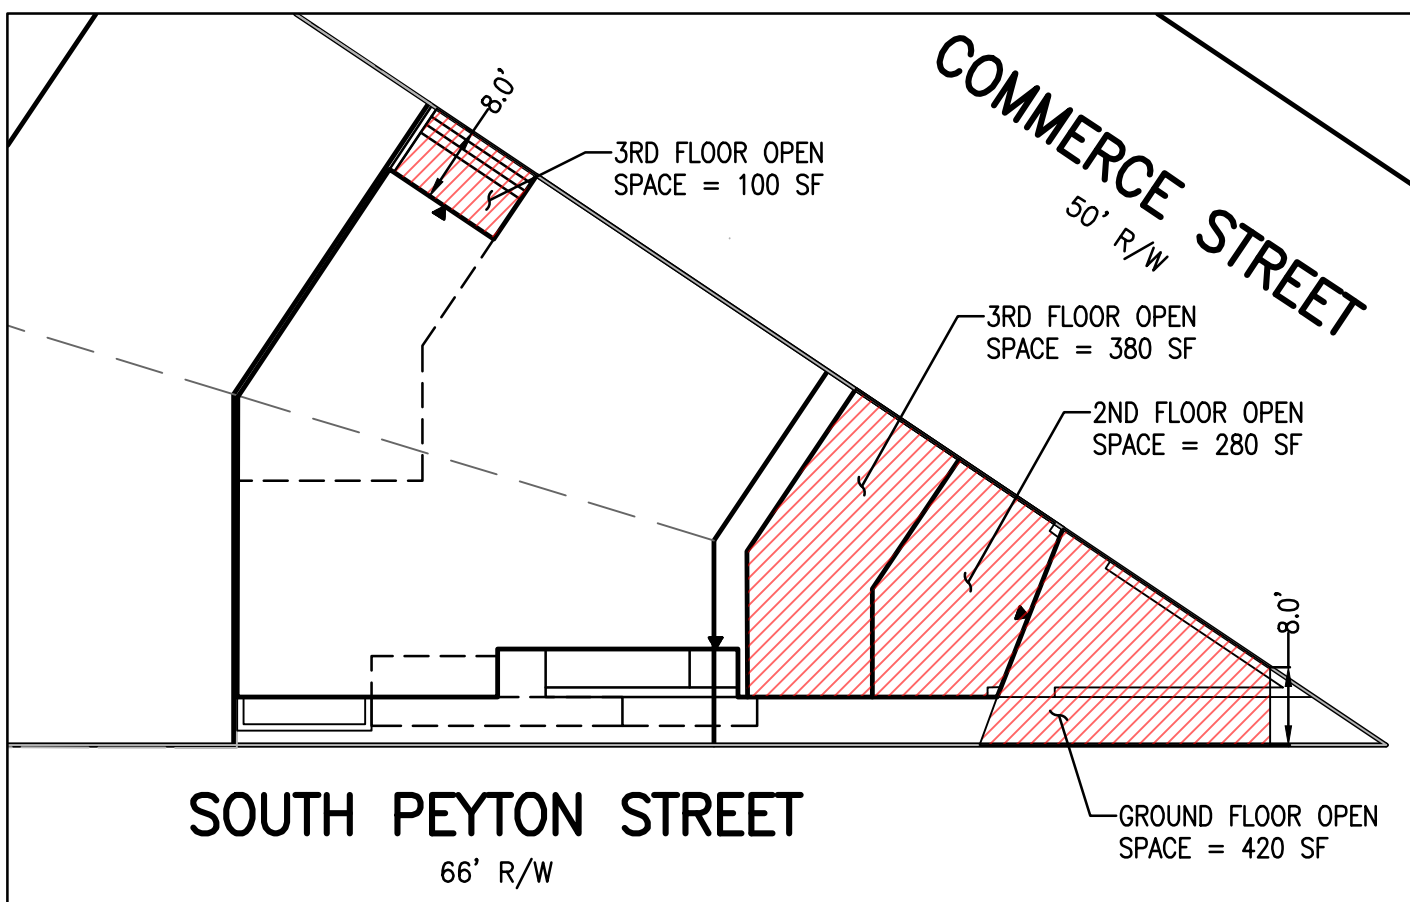 COMMERCE STREET
50' R/W
8.0'
3RD FLOOR OPEN
SPACE = 100 SF
3RD FLOOR OPEN
SPACE = 380 SF
2ND FLOOR OPEN
SPACE = 280 SF
8.0'
SOUTH PEYTON STREET
66' R/W
GROUND FLOOR OPEN
SPACE = 420 SF